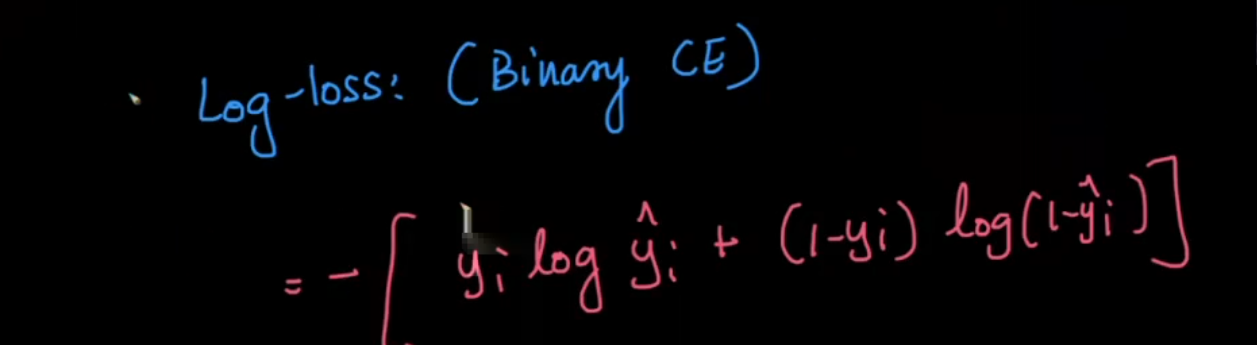 • Log-loss: (Binary CE)
= - [ yᵢ log ŷᵢ + (1-yᵢ) log(1-ŷᵢ) ]